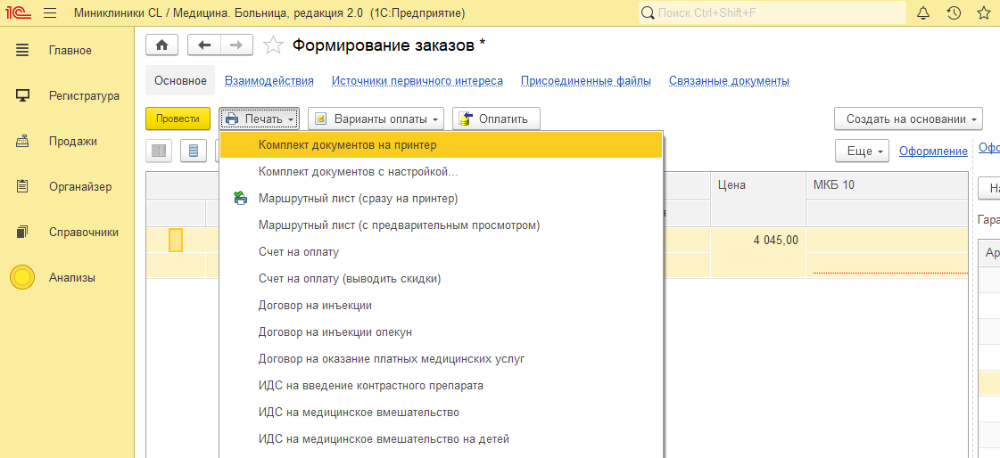 1С Миниклиники CL / Медицина. Больница, редакция 2.0 (1С:Предприятие) Поиск Ctrl+Shift+F
Главное
Регистратура
Продажи
Органайзер
Справочники
Анализы
Формирование заказов *
Основное Взаимодействия Источники первичного интереса Присоединенные файлы Связанные документы
Провести Печать Варианты оплаты Оплатить Создать на основании
Еще Оформление
Цена МКБ 10
4 045,00
Комплект документов на принтер
Комплект документов с настройкой...
Маршрутный лист (сразу на принтер)
Маршрутный лист (с предварительным просмотром)
Счет на оплату
Счет на оплату (выводить скидки)
Договор на инъекции
Договор на инъекции опекун
Договор на оказание платных медицинских услуг
ИДС на введение контрастного препарата
ИДС на медицинское вмешательство
ИДС на медицинское вмешательство на детей